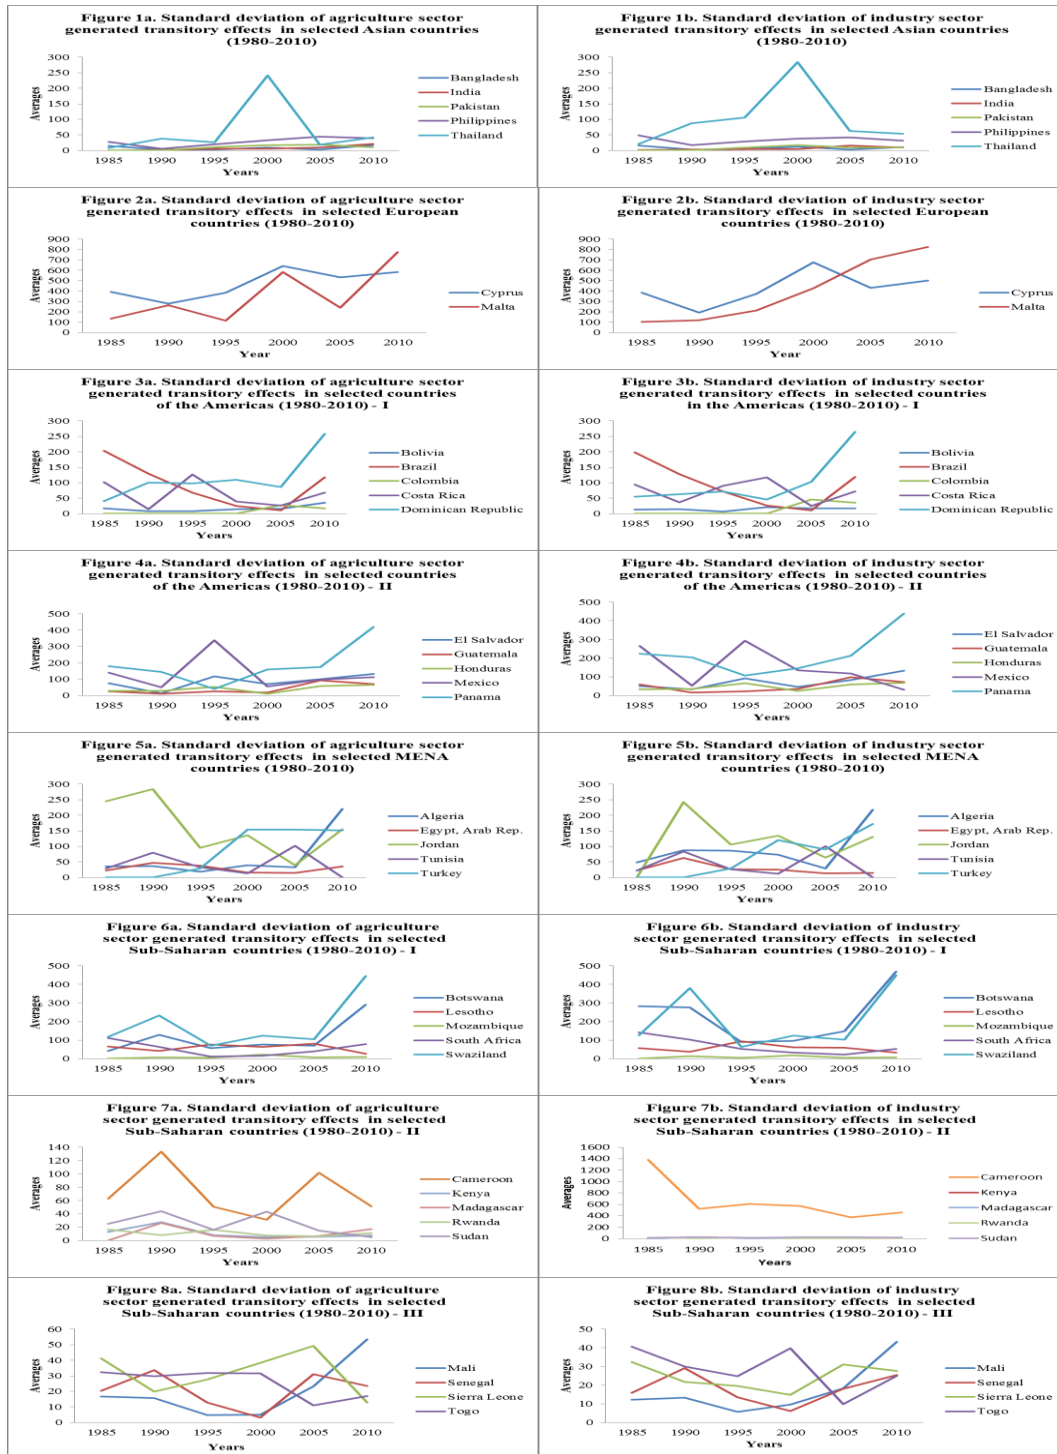 Figure 1a. Standard deviation of agriculture sector
generated transitory effects in selected Asian countries
(1980-2010)
300
250
200
150
100
50
0
Averages
1985 1990 1995 2000 2005 2010
Years
Bangladesh
India
Pakistan
Philippines
Thailand
Figure 1b. Standard deviation of industry sector
generated transitory effects in selected Asian countries
(1980-2010)
300
250
200
150
100
50
0
Averages
1985 1990 1995 2000 2005 2010
Years
Bangladesh
India
Pakistan
Philippines
Thailand
Figure 2a. Standard deviation of agriculture sector
generated transitory effects in selected European
countries (1980-2010)
900
800
700
600
500
400
300
200
100
0
Averages
1985 1990 1995 2000 2005 2010
Year
Cyprus
Malta
Figure 2b. Standard deviation of industry sector
generated transitory effects in selected European
countries (1980-2010)
900
800
700
600
500
400
300
200
100
0
Averages
1985 1990 1995 2000 2005 2010
Year
Cyprus
Malta
Figure 3a. Standard deviation of agriculture sector
generated transitory effects in selected countries
of the Americas (1980-2010) - I
300
250
200
150
100
50
0
Averages
1985 1990 1995 2000 2005 2010
Years
Bolivia
Brazil
Colombia
Costa Rica
Dominican Republic
Figure 3b. Standard deviation of industry sector
generated transitory effects in selected countries
in the Americas (1980-2010) - I
300
250
200
150
100
50
0
Averages
1985 1990 1995 2000 2005 2010
Years
Bolivia
Brazil
Colombia
Costa Rica
Dominican Republic
Figure 4a. Standard deviation of agriculture sector
generated transitory effects in selected countries
of the Americas (1980-2010) - II
500
400
300
200
100
0
Averages
1985 1990 1995 2000 2005 2010
Years
El Salvador
Guatemala
Honduras
Mexico
Panama
Figure 4b. Standard deviation of industry sector
generated transitory effects in selected countries
of the Americas (1980-2010) - II
500
400
300
200
100
0
Averages
1985 1990 1995 2000 2005 2010
Years
El Salvador
Guatemala
Honduras
Mexico
Panama
Figure 5a. Standard deviation of agriculture sector
generated transitory effects in selected MENA
countries (1980-2010)
300
250
200
150
100
50
0
Averages
1985 1990 1995 2000 2005 2010
Years
Algeria
Egypt, Arab Rep.
Jordan
Tunisia
Turkey
Figure 5b. Standard deviation of industry sector
generated transitory effects in selected MENA
countries (1980-2010)
300
250
200
150
100
50
0
Averages
1985 1990 1995 2000 2005 2010
Years
Algeria
Egypt, Arab Rep.
Jordan
Tunisia
Turkey
Figure 6a. Standard deviation of agriculture
sector generated transitory effects in selected
Sub-Saharan countries (1980-2010) - I
500
400
300
200
100
0
Averages
1985 1990 1995 2000 2005 2010
Years
Botswana
Lesotho
Mozambique
South Africa
Swaziland
Figure 6b. Standard deviation of industry
sector generated transitory effects in selected
Sub-Saharan countries (1980-2010) - I
500
400
300
200
100
0
Averages
1985 1990 1995 2000 2005 2010
Years
Botswana
Lesotho
Mozambique
South Africa
Swaziland
Figure 7a. Standard deviation of agriculture
sector generated transitory effects in selected
Sub-Saharan countries (1980-2010) - II
140
120
100
80
60
40
20
0
Averages
1985 1990 1995 2000 2005 2010
Years
Cameroon
Kenya
Madagascar
Rwanda
Sudan
Figure 7b. Standard deviation of industry
sector generated transitory effects in selected
Sub-Saharan countries (1980-2010) - II
1600
1400
1200
1000
800
600
400
200
0
Averages
1985 1990 1995 2000 2005 2010
Years
Cameroon
Kenya
Madagascar
Rwanda
Sudan
Figure 8a. Standard deviation of agriculture
sector generated transitory effects in selected
Sub-Saharan countries (1980-2010) - III
60
50
40
30
20
10
0
Averages
1985 1990 1995 2000 2005 2010
Years
Mali
Senegal
Sierra Leone
Togo
Figure 8b. Standard deviation of industry
sector generated transitory effects in selected
Sub-Saharan countries (1980-2010) - III
50
40
30
20
10
0
Averages
1985 1990 1995 2000 2005 2010
Years
Mali
Senegal
Sierra Leone
Togo